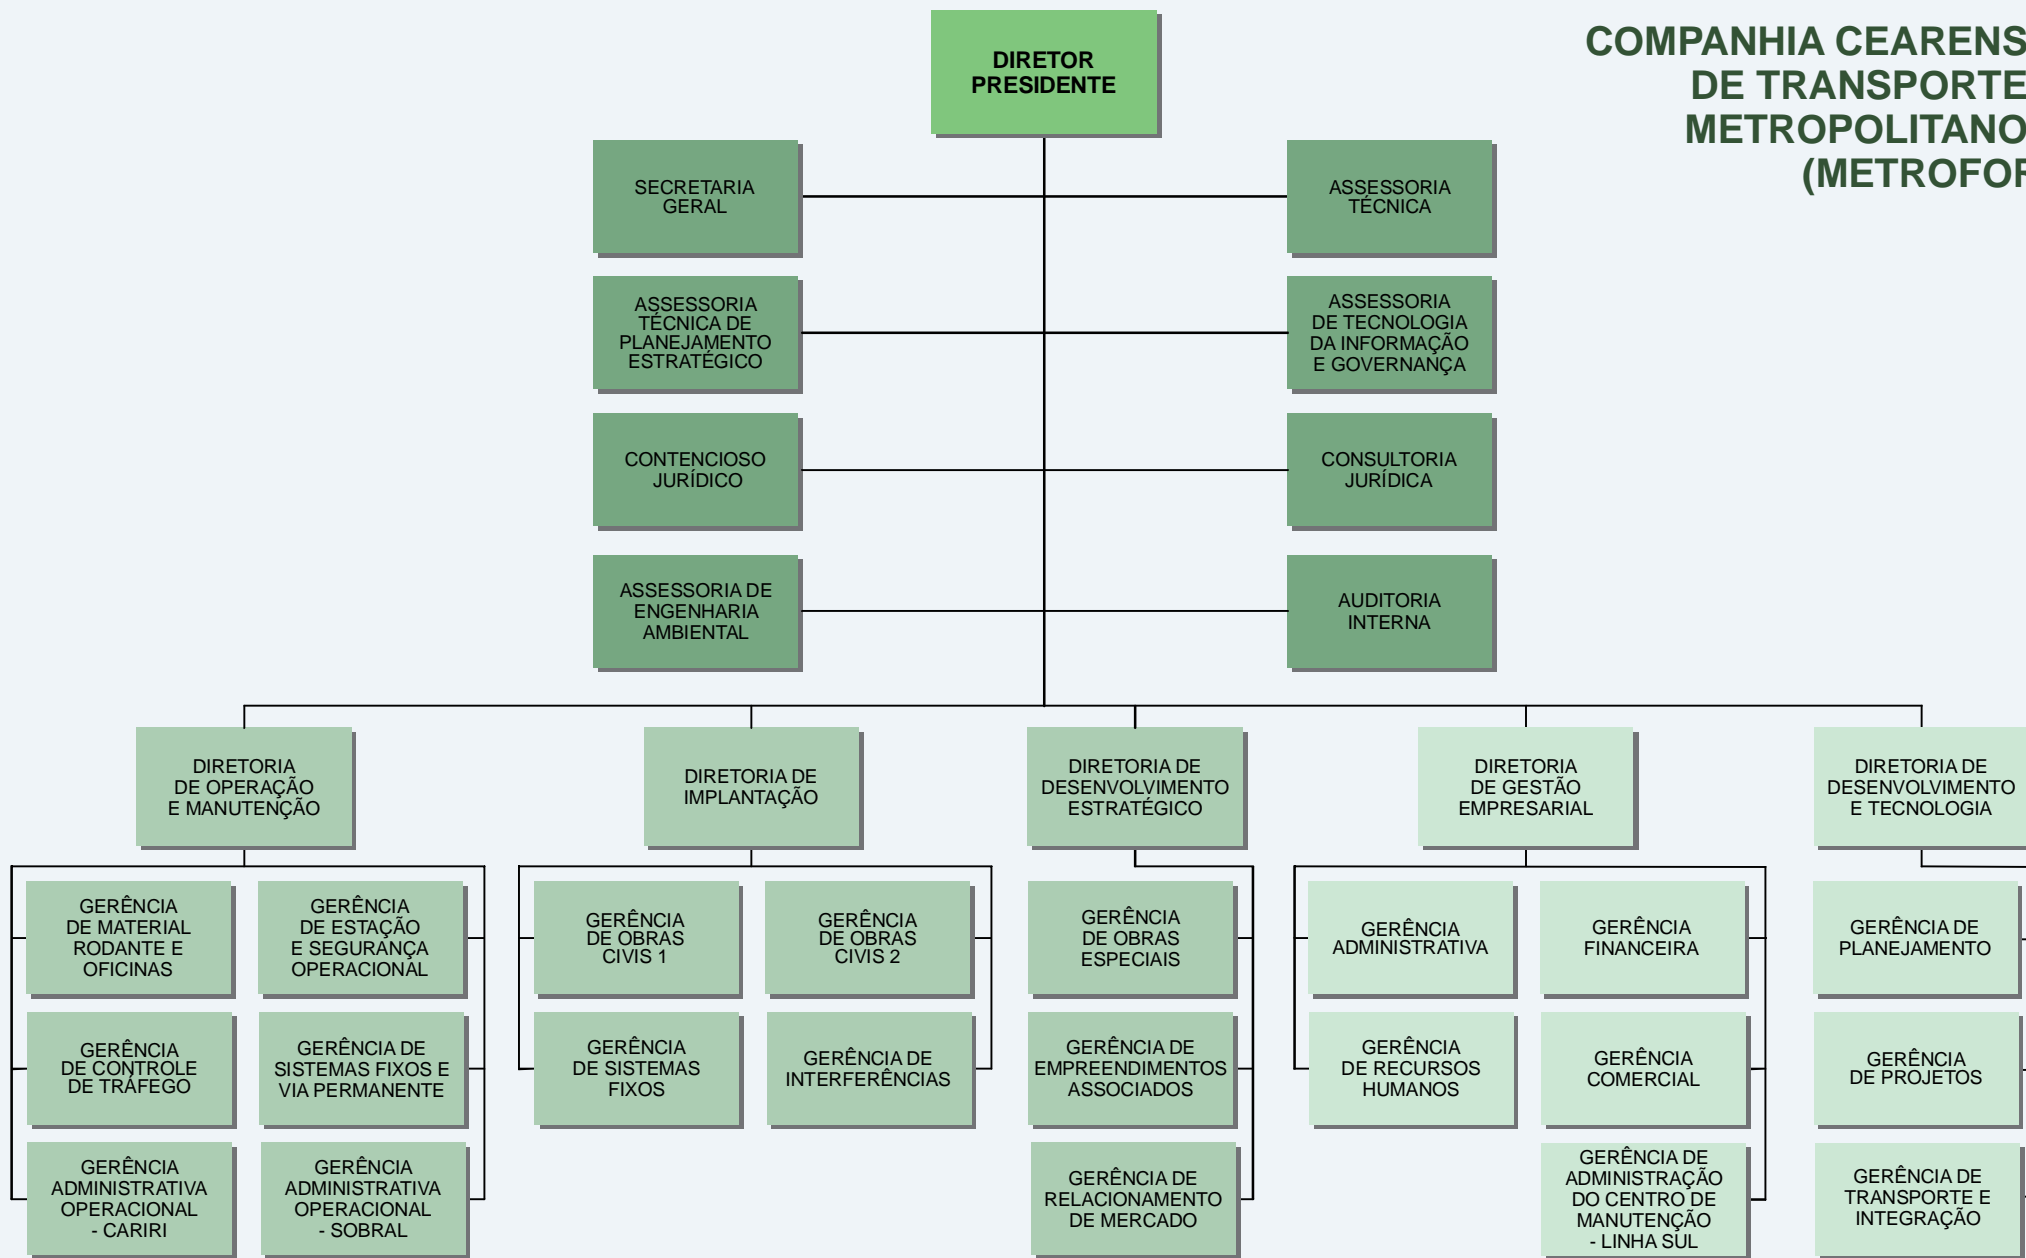 COMPANHIA CEARENS
DE TRANSPORTE
METROPOLITANO
(METROFOR
DIRETOR
PRESIDENTE
SECRETARIA
GERAL
ASSESSORIA
TÉCNICA
ASSESSORIA
TÉCNICA DE
PLANEJAMENTO
ESTRATÉGICO
ASSESSORIA
DE TECNOLOGIA
DA INFORMAÇÃO
E GOVERNANÇA
CONTENCIOSO
JURÍDICO
CONSULTORIA
JURÍDICA
ASSESSORIA DE
ENGENHARIA
AMBIENTAL
AUDITORIA
INTERNA
DIRETORIA
DE OPERAÇÃO
E MANUTENÇÃO
DIRETORIA DE
IMPLANTAÇÃO
DIRETORIA DE
DESENVOLVIMENTO
ESTRATÉGICO
DIRETORIA
DE GESTÃO
EMPRESARIAL
DIRETORIA DE
DESENVOLVIMENTO
E TECNOLOGIA
GERÊNCIA
DE MATERIAL
RODANTE E
OFICINAS
GERÊNCIA
DE ESTAÇÃO
E SEGURANÇA
OPERACIONAL
GERÊNCIA
DE OBRAS
CIVIS 1
GERÊNCIA
DE OBRAS
CIVIS 2
GERÊNCIA
DE OBRAS
ESPECIAIS
GERÊNCIA
ADMINISTRATIVA
GERÊNCIA
FINANCEIRA
GERÊNCIA DE
PLANEJAMENTO
GERÊNCIA
DE CONTROLE
DE TRÁFEGO
GERÊNCIA DE
SISTEMAS FIXOS E
VIA PERMANENTE
GERÊNCIA
DE SISTEMAS
FIXOS
GERÊNCIA DE
INTERFERÊNCIAS
GERÊNCIA DE
EMPREENDIMENTOS
ASSOCIADOS
GERÊNCIA
DE RECURSOS
HUMANOS
GERÊNCIA
COMERCIAL
GERÊNCIA
DE PROJETOS
GERÊNCIA
ADMINISTRATIVA
OPERACIONAL
- CARIRI
GERÊNCIA
ADMINISTRATIVA
OPERACIONAL
- SOBRAL
GERÊNCIA DE
RELACIONAMENTO
DE MERCADO
GERÊNCIA DE
ADMINISTRAÇÃO
DO CENTRO DE
MANUTENÇÃO
- LINHA SUL
GERÊNCIA DE
TRANSPORTE E
INTEGRAÇÃO